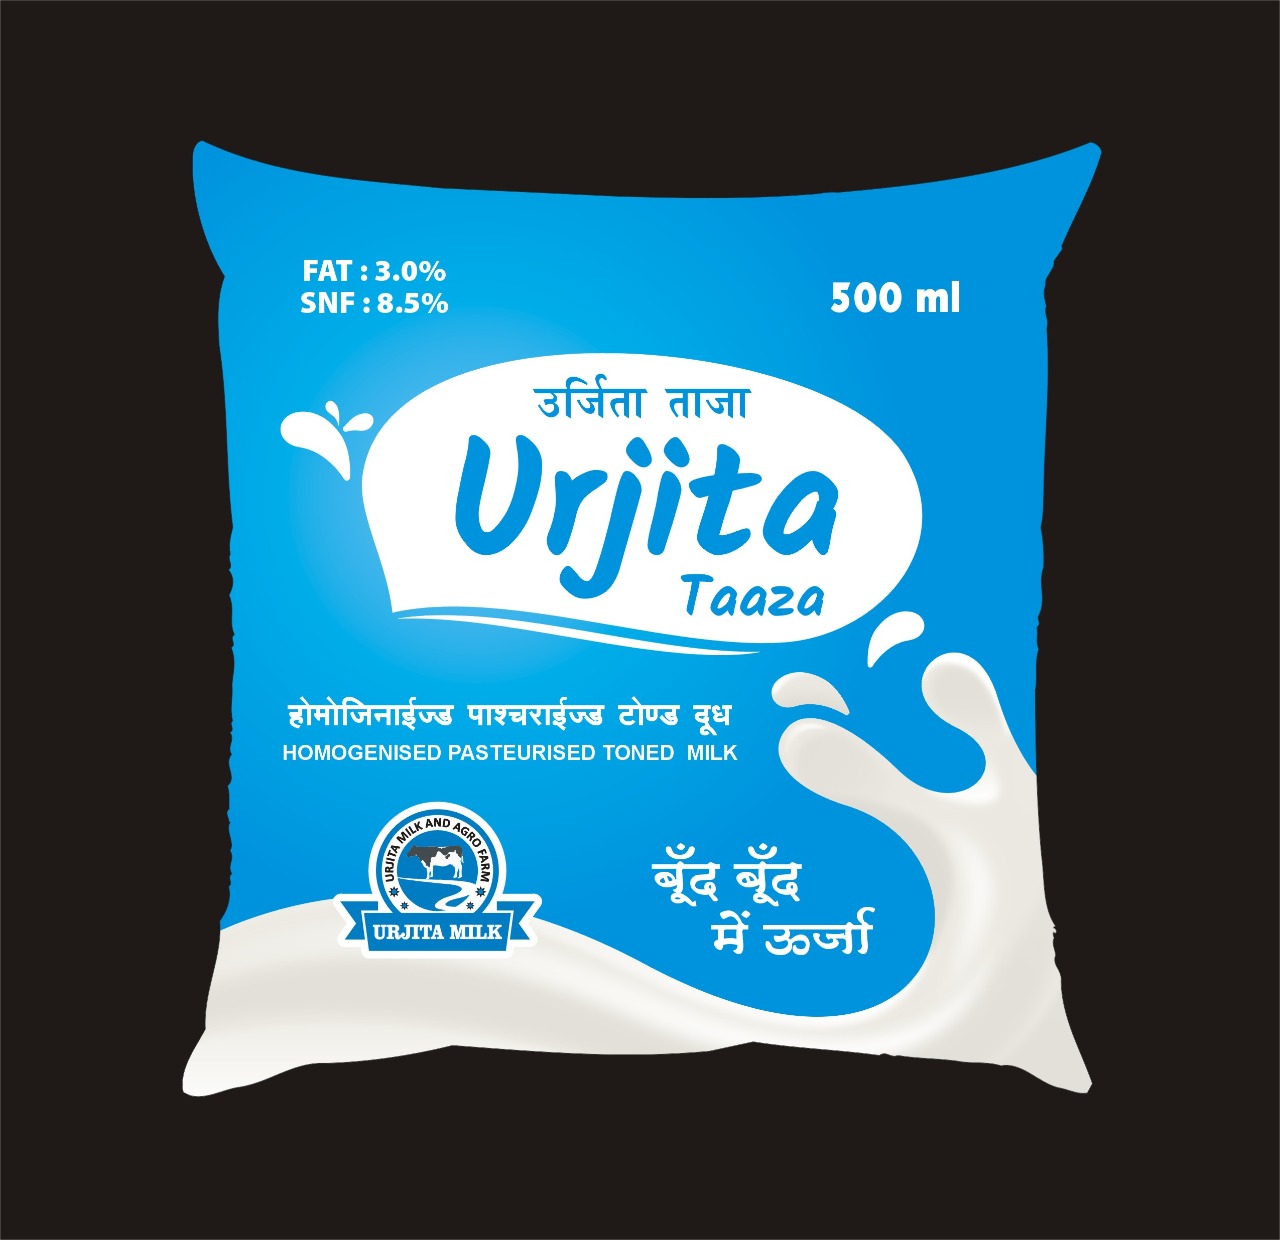 FAT : 3.0%
SNF : 8.5%
500 ml
उर्जिता ताजा
Urjita
Taaza
होमोजिनाईज्ड पाश्चराईज्ड टोण्ड दूध
HOMOGENISED PASTEURISED TONED MILK
URJITA MILK AND AGRO FARM
URJITA MILK
बूँद बूँद
में ऊर्जा